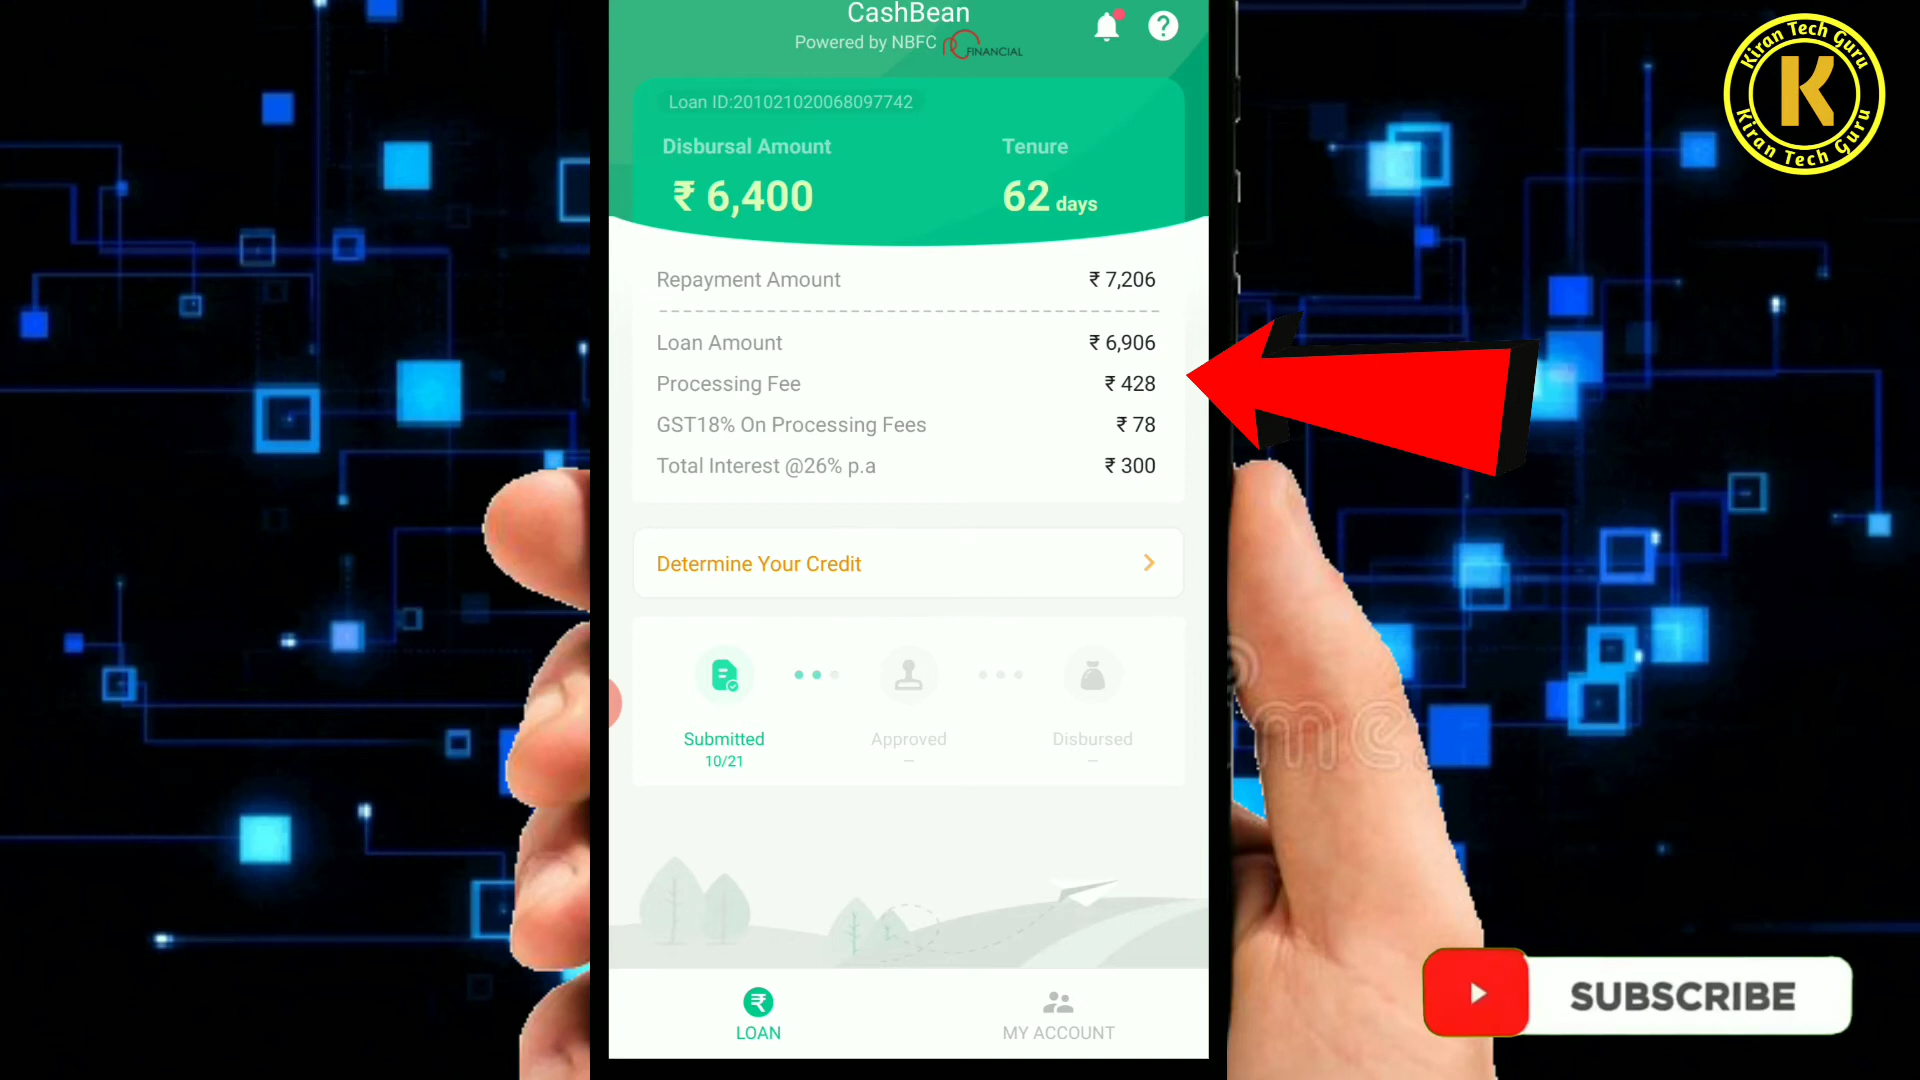 CashBean
Powered by NBFC
FINANCIAL
Loan ID:201021020068097742
Disbursal Amount
Tenure
₹ 6,400
62 days
Repayment Amount
₹ 7,206
Loan Amount
₹ 6,906
Processing Fee
₹ 428
GST18% On Processing Fees
₹ 78
Total Interest @26% p.a
₹ 300
Determine Your Credit
Submitted
10/21
Approved
Disbursed
LOAN
MY ACCOUNT
Kiran Tech Guru
K
Kiran Tech Guru
SUBSCRIBE